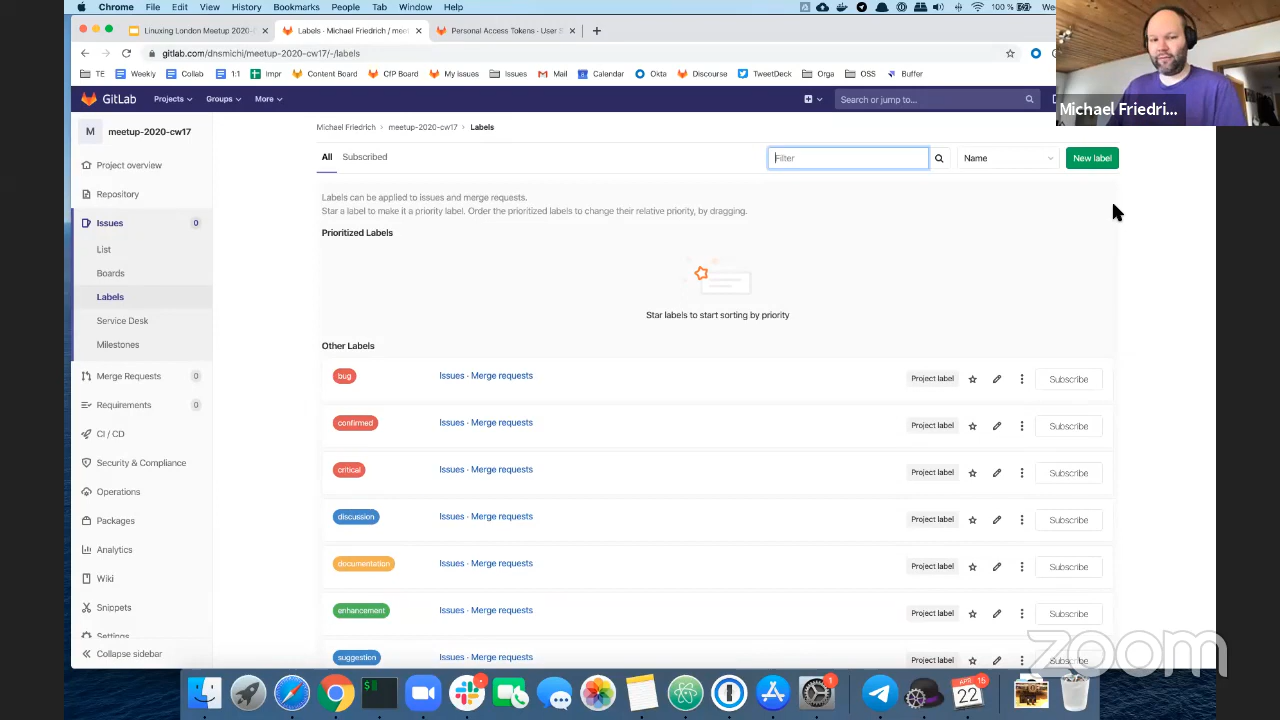 Chrome File Edit View History Bookmarks People Tab Window Help 100%
Linuxing London Meetup 2020- Labels · Michael Friedrich / mee Personal Access Tokens · User S
gitlab.com/dnsmichi/meetup-2020-cw17/-/labels
TE Weekly Collab 1:1 Impr Content Board CfP Board My issues Issues Mail Calendar Okta Discourse TweetDeck Orga OSS Buffer
Michael Friedri...
GitLab Projects Groups More Search or jump to...
M meetup-2020-cw17
Michael Friedrich > meetup-2020-cw17 > Labels
Project overview
Repository
Issues 0
List
Boards
Labels
Service Desk
Milestones
Merge Requests 0
Requirements 0
CI / CD
Security & Compliance
Operations
Packages
Analytics
Wiki
Snippets
Settings
Collapse sidebar
All Subscribed Filter Name New label
Labels can be applied to issues and merge requests.
Star a label to make it a priority label. Order the prioritized labels to change their relative priority, by dragging.
Prioritized Labels
Star labels to start sorting by priority
Other Labels
bug Issues · Merge requests Project label Subscribe
confirmed Issues · Merge requests Project label Subscribe
critical Issues · Merge requests Project label Subscribe
discussion Issues · Merge requests Project label Subscribe
documentation Issues · Merge requests Project label Subscribe
enhancement Issues · Merge requests Project label Subscribe
suggestion Issues · Merge requests Project label Subscribe
zoom
$
1
APR 15
22